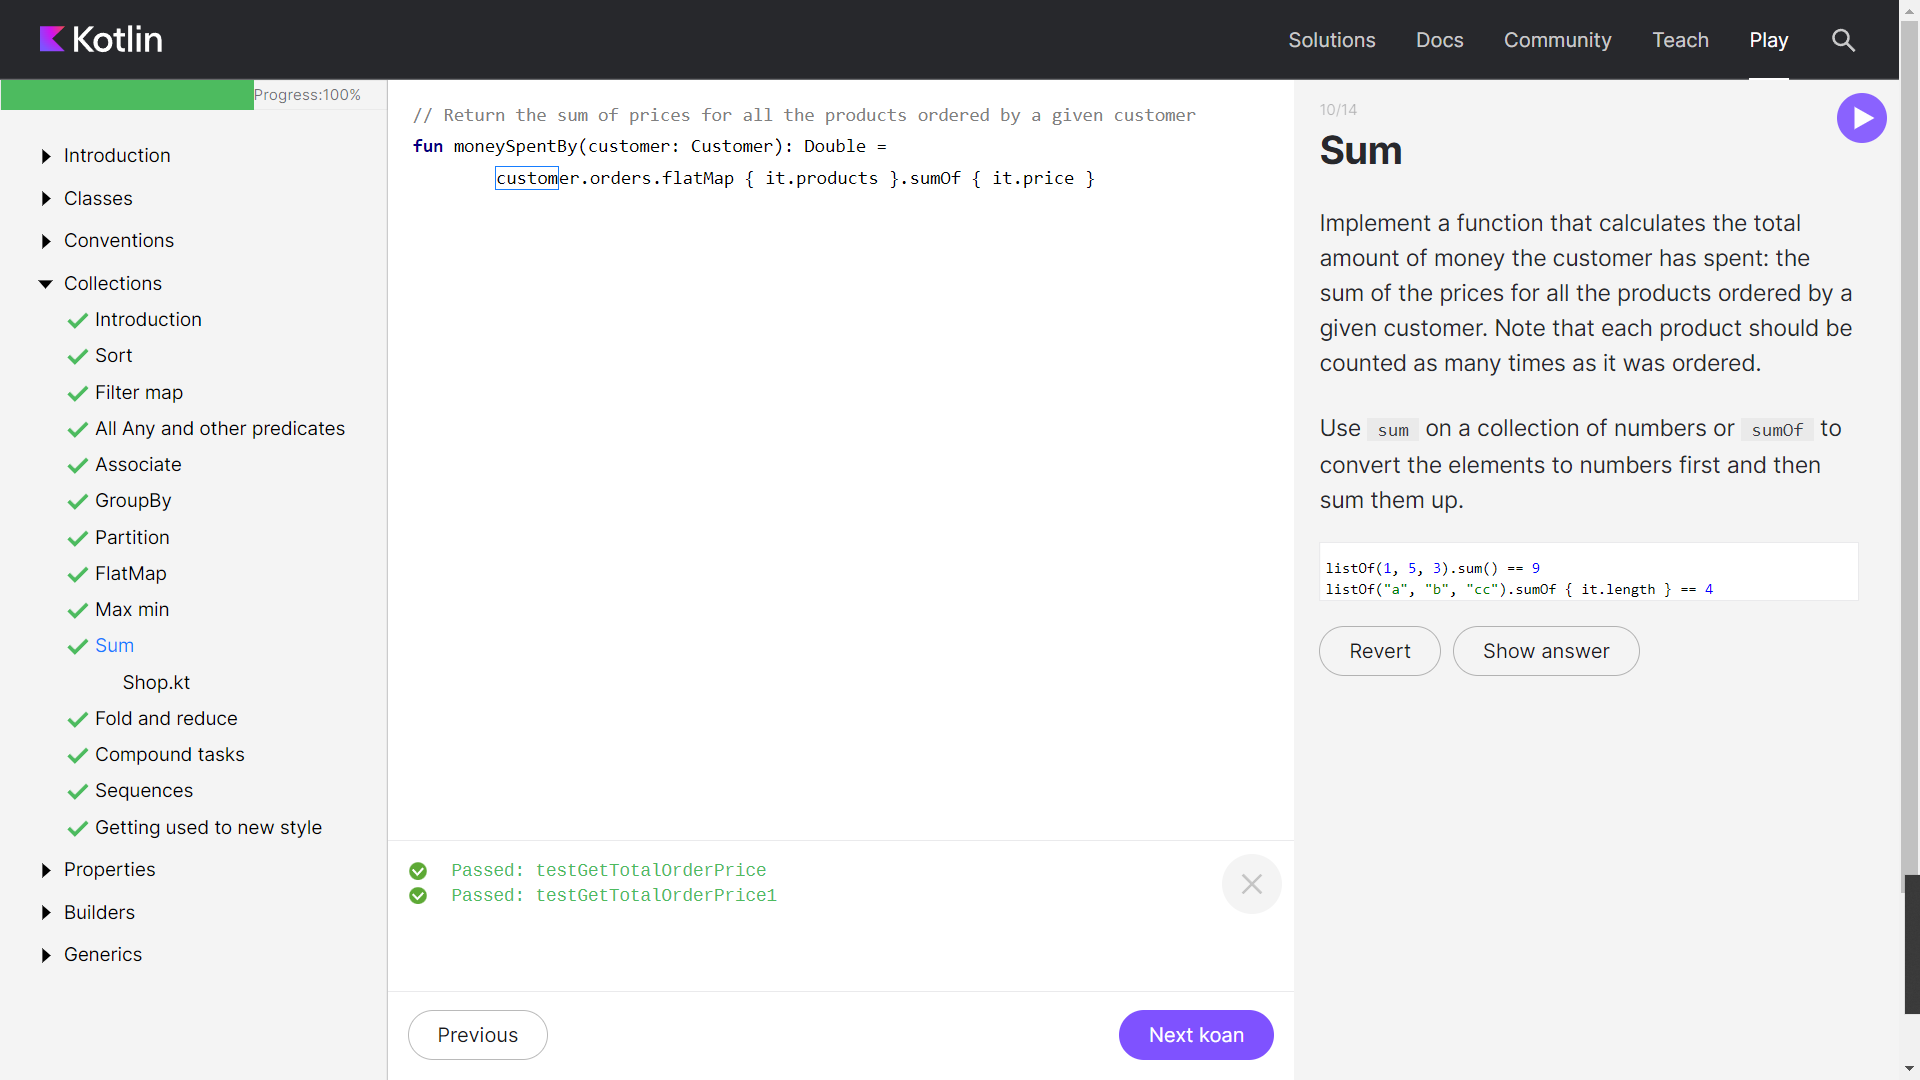 Kotlin
Solutions
Docs
Community
Teach
Play
Progress:100%
Introduction
Classes
Conventions
Collections
Introduction
Sort
Filter map
All Any and other predicates
Associate
GroupBy
Partition
FlatMap
Max min
Sum
Shop.kt
Fold and reduce
Compound tasks
Sequences
Getting used to new style
Properties
Builders
Generics
// Return the sum of prices for all the products ordered by a given customer
fun moneySpentBy(customer: Customer): Double =
customer.orders.flatMap { it.products }.sumOf { it.price }
Passed: testGetTotalOrderPrice
Passed: testGetTotalOrderPrice1
Previous
Next koan
10/14
Sum
Implement a function that calculates the total
amount of money the customer has spent: the
sum of the prices for all the products ordered by a
given customer. Note that each product should be
counted as many times as it was ordered.
Use sum on a collection of numbers or sumOf to
convert the elements to numbers first and then
sum them up.
listOf(1, 5, 3).sum() == 9
listOf("a", "b", "cc").sumOf { it.length } == 4
Revert
Show answer